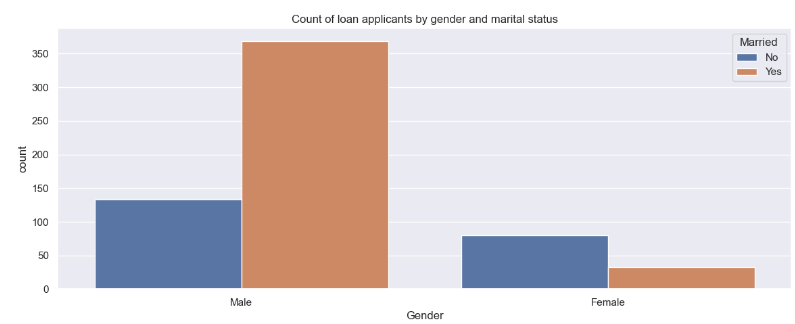 Count of loan applicants by gender and marital status
Married
No
Yes
350
300
250
200
150
100
50
0
count
Male
Female
Gender